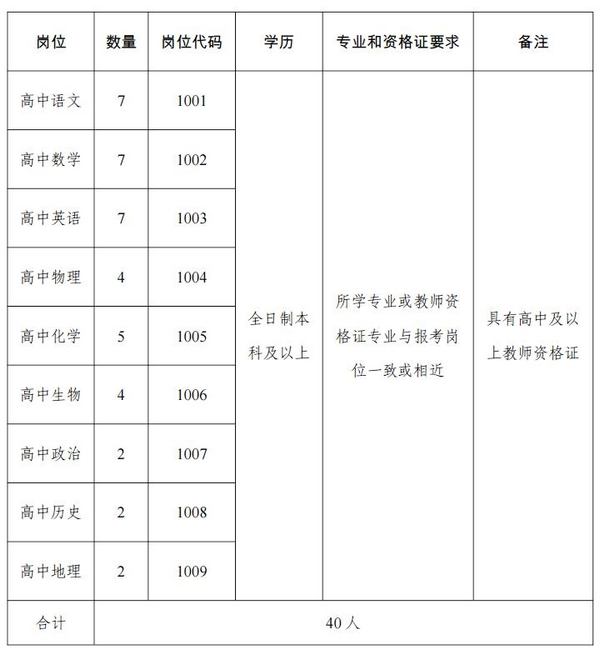 岗位 数量 岗位代码 学历 专业和资格证要求 备注
高中语文 7 1001
高中数学 7 1002
高中英语 7 1003
高中物理 4 1004
高中化学 5 1005
高中生物 4 1006
高中政治 2 1007
高中历史 2 1008
高中地理 2 1009
全日制本
科及以上
所学专业或教师资
格证专业与报考岗
位一致或相近
具有高中及以
上教师资格证
合计 40人